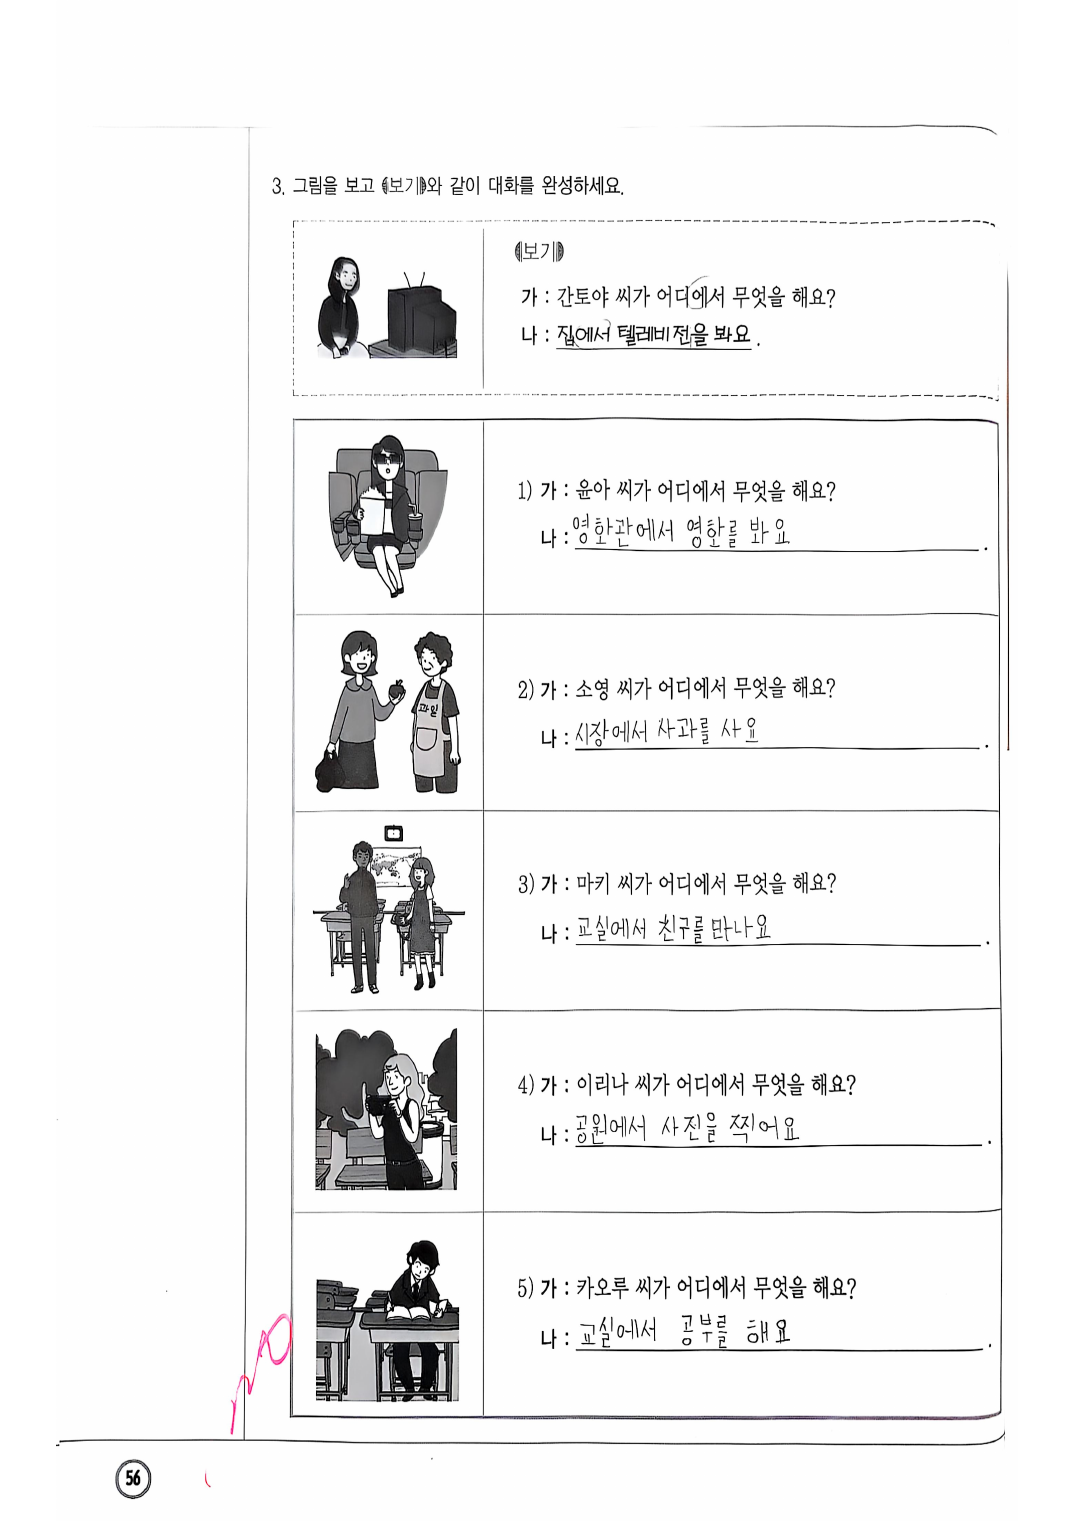 3. 그림을 보고 《보기》와 같이 대화를 완성하세요.
《보기》
가 : 간토야 씨가 어디에서 무엇을 해요?
나 : 집에서 텔레비전을 봐요.
1) 가 : 윤아 씨가 어디에서 무엇을 해요?
나 : 영화관에서 영화를 봐요.
과일
2) 가 : 소영 씨가 어디에서 무엇을 해요?
나 : 시장에서 사과를 사요.
3) 가 : 마키 씨가 어디에서 무엇을 해요?
나 : 교실에서 친구를 만나요.
4) 가 : 이리나 씨가 어디에서 무엇을 해요?
나 : 공원에서 사진을 찍어요.
5) 가 : 카오루 씨가 어디에서 무엇을 해요?
나 : 교실에서 공부를 해요.
56